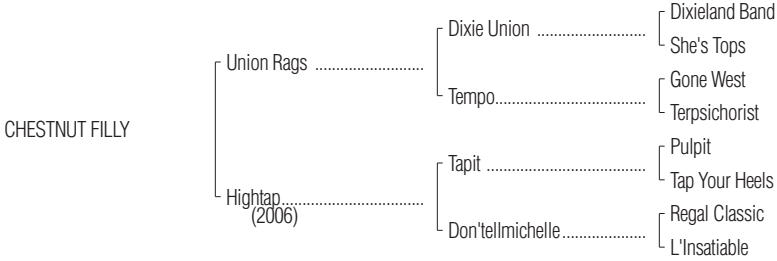 Dixieland Band
Dixie Union ..........................
She's Tops
Union Rags ..........................
Gone West
Tempo....................................
Terpsichorist
CHESTNUT FILLY
Pulpit
Tapit ......................................
Tap Your Heels
Hightap..................................
(2006)
Regal Classic
Don'tellmichelle....................
L'Insatiable